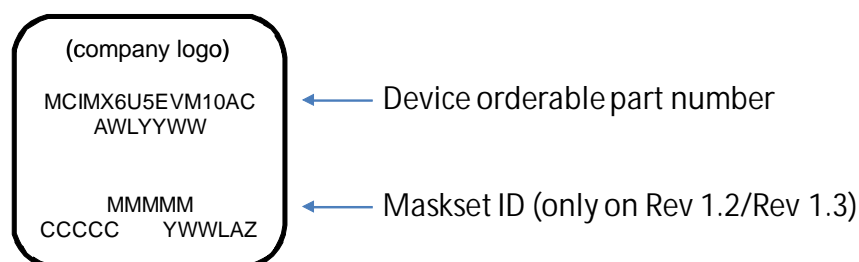 (company logo)
MCIMX6U5EVM10AC
AWLYYWW
Device orderable part number
MMMMM
CCCCC YWWLAZ
Maskset ID (only on Rev 1.2/Rev 1.3)